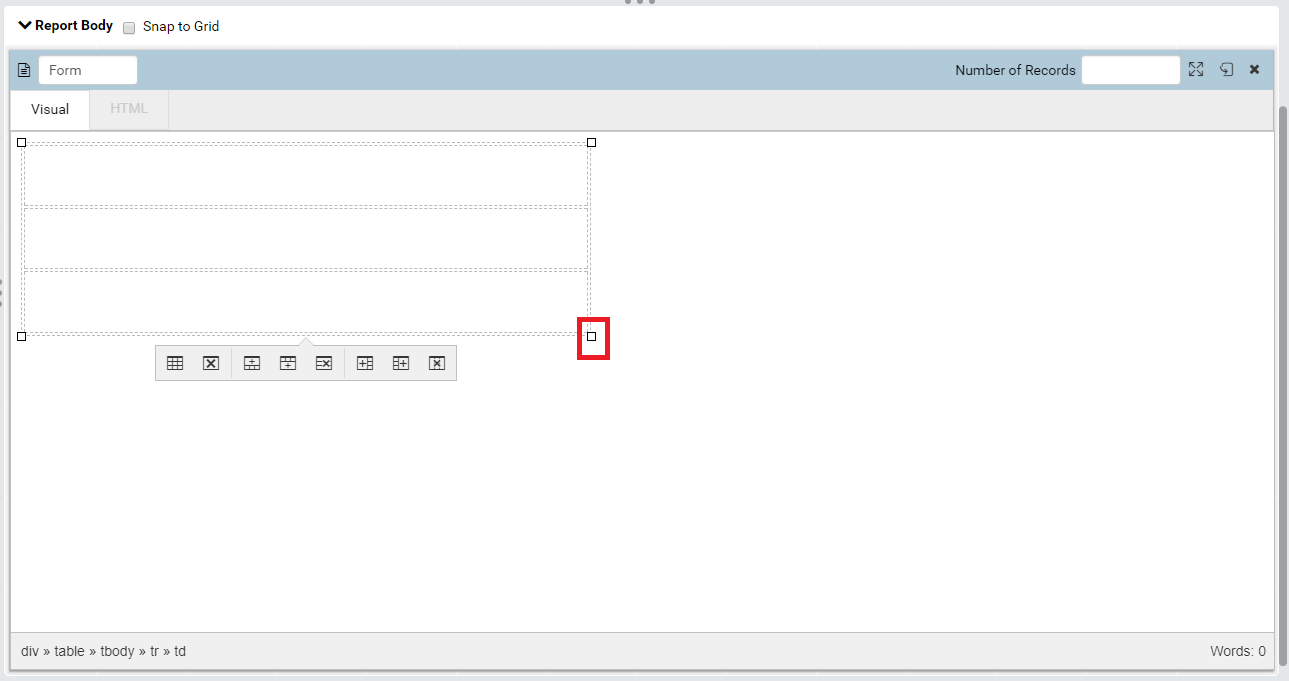 Report Body Snap to Grid
Form Number of Records
Visual HTML
div » table » tbody » tr » td Words: 0